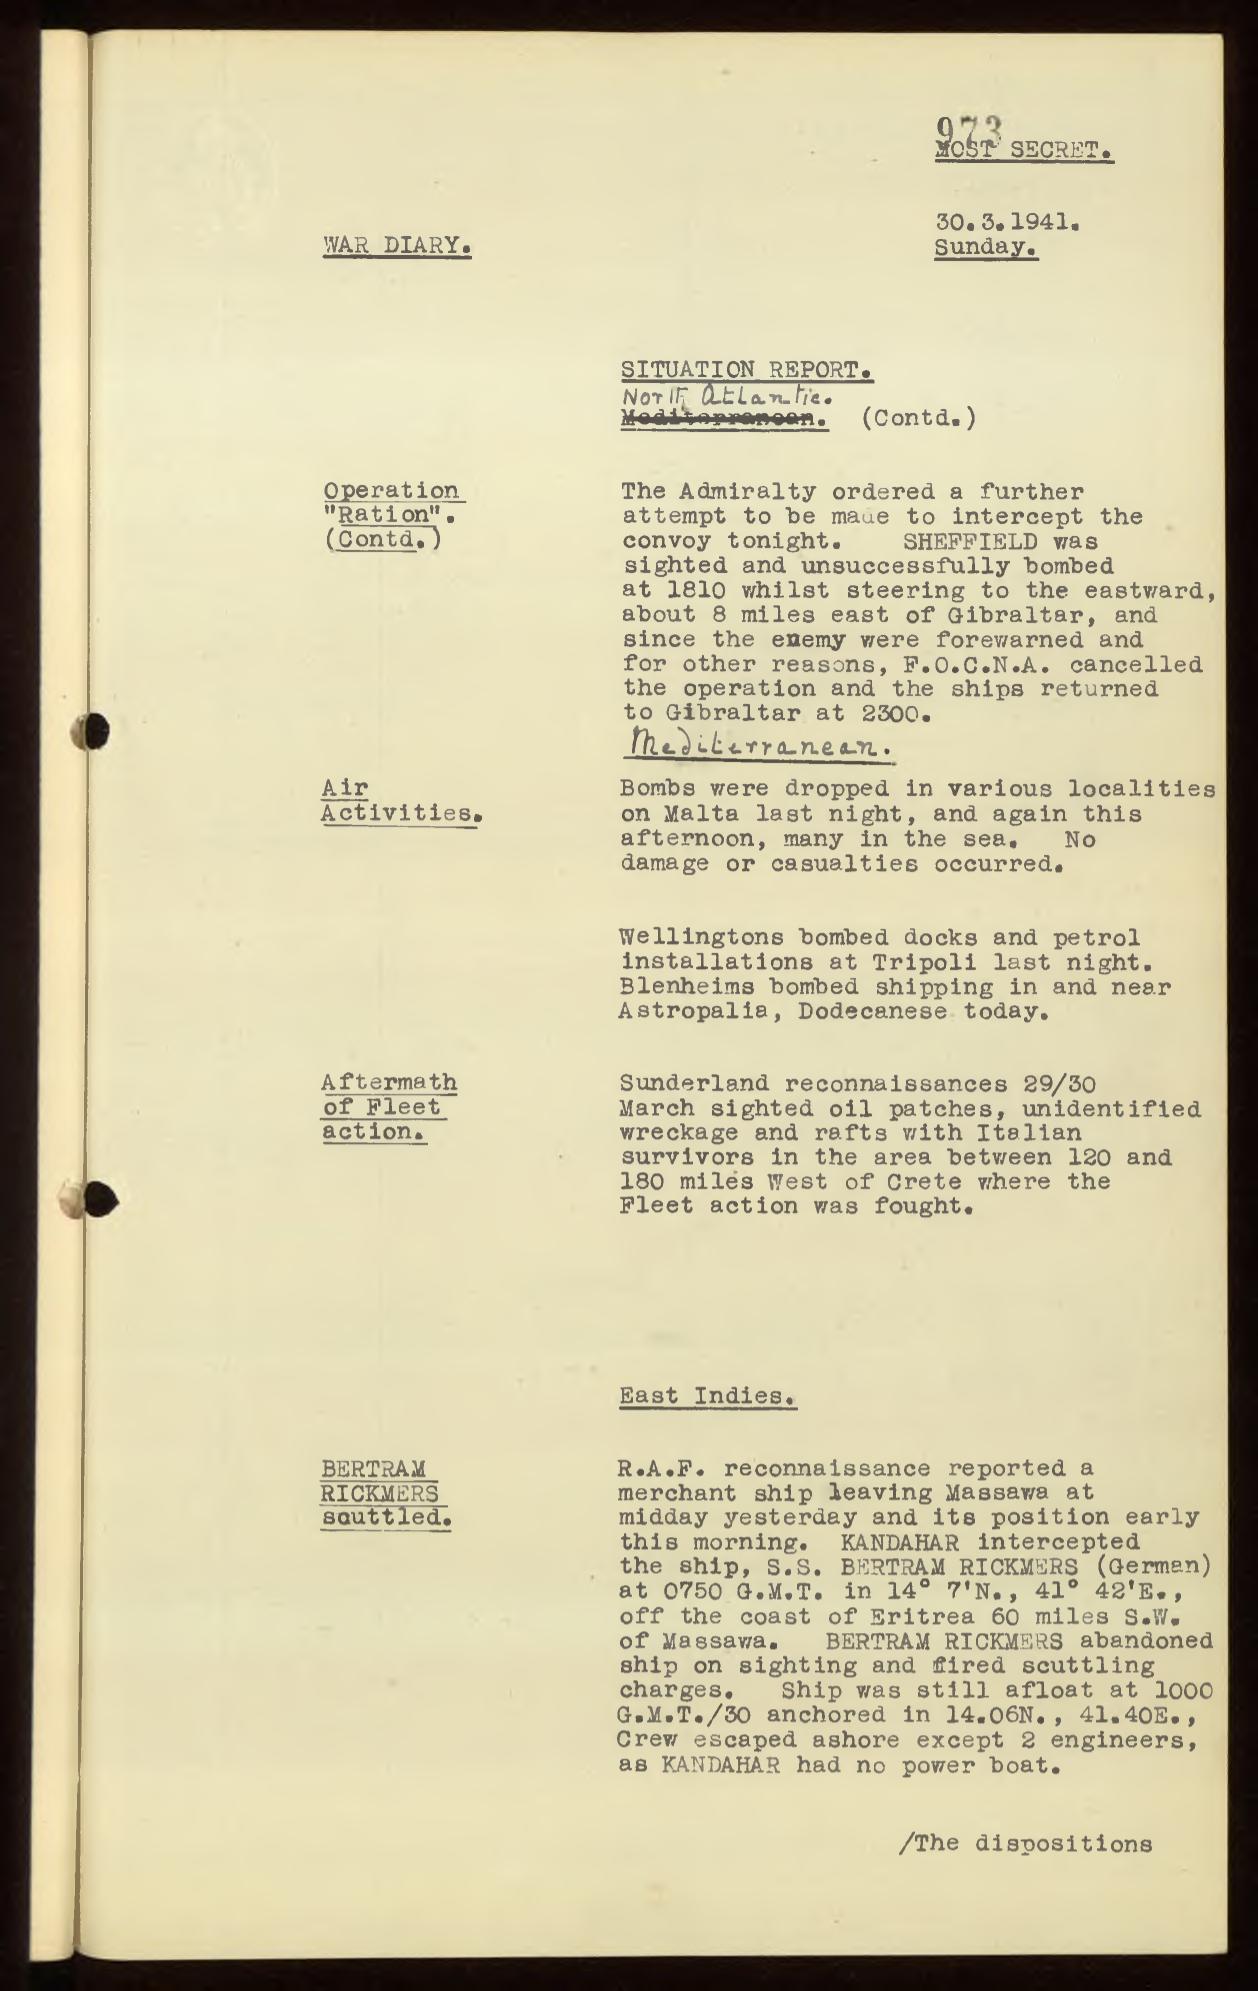 973
MOST SECRET.
30.3.1941.
Sunday.
WAR DIARY.
SITUATION REPORT.
North Atlantic.
Mediterranean. (Contd.)
Operation
"Ration".
(Contd.)
The Admiralty ordered a further
attempt to be made to intercept the
convoy tonight. SHEFFIELD was
sighted and unsuccessfully bombed
at 1810 whilst steering to the eastward,
about 8 miles east of Gibraltar, and
since the enemy were forewarned and
for other reasons, F.O.C.N.A. cancelled
the operation and the ships returned
to Gibraltar at 2300.
Mediterranean.
Air
Activities.
Bombs were dropped in various localities
on Malta last night, and again this
afternoon, many in the sea. No
damage or casualties occurred.
Wellingtons bombed docks and petrol
installations at Tripoli last night.
Blenheims bombed shipping in and near
Astropalia, Dodecanese today.
Aftermath
of Fleet
action.
Sunderland reconnaissances 29/30
March sighted oil patches, unidentified
wreckage and rafts with Italian
survivors in the area between 120 and
180 miles West of Crete where the
Fleet action was fought.
East Indies.
BERTRAM
RICKMERS
scuttled.
R.A.F. reconnaissance reported a
merchant ship leaving Massawa at
midday yesterday and its position early
this morning. KANDAHAR intercepted
the ship, S.S. BERTRAM RICKMERS (German)
at 0750 G.M.T. in 14° 7'N., 41° 42'E.,
off the coast of Eritrea 60 miles S.W.
of Massawa. BERTRAM RICKMERS abandoned
ship on sighting and fired scuttling
charges. Ship was still afloat at 1000
G.M.T./30 anchored in 14.06N., 41.40E.,
Crew escaped ashore except 2 engineers,
as KANDAHAR had no power boat.
/The dispositions